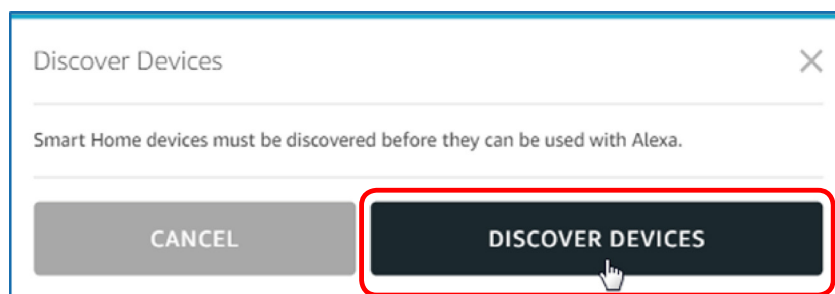 Discover Devices
Smart Home devices must be discovered before they can be used with Alexa.
CANCEL
DISCOVER DEVICES